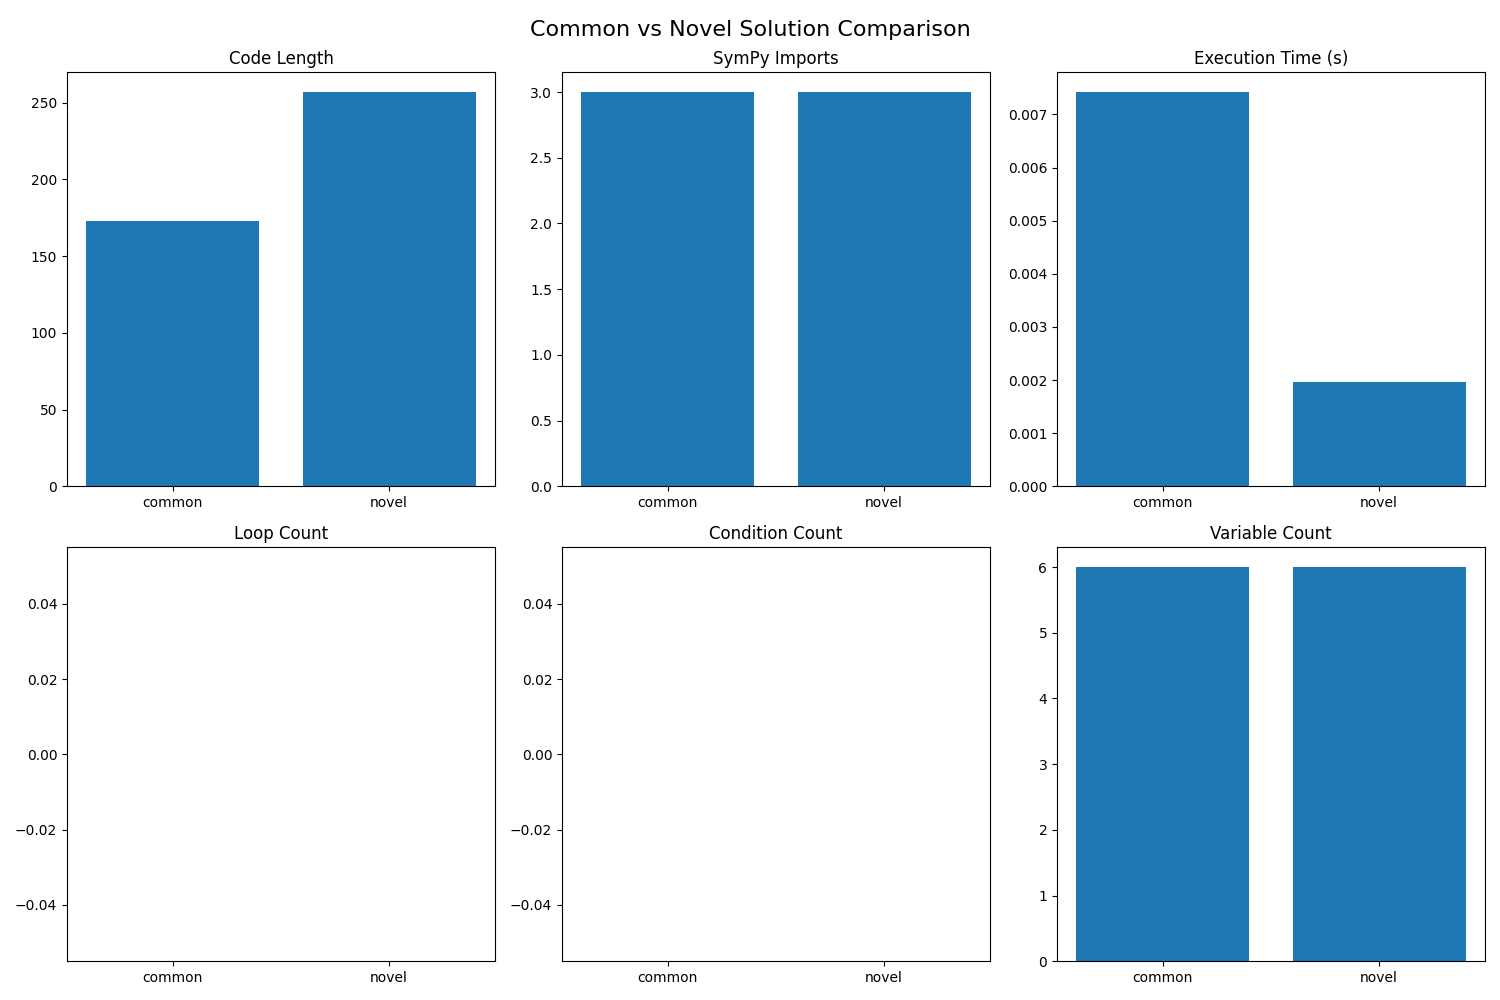 Common vs Novel Solution Comparison
Code Length
250
200
150
100
50
0
common novel
SymPy Imports
3.0
2.5
2.0
1.5
1.0
0.5
0.0
common novel
Execution Time (s)
0.007
0.006
0.005
0.004
0.003
0.002
0.001
0.000
common novel
Loop Count
0.04
0.02
0.00
−0.02
−0.04
common novel
Condition Count
0.04
0.02
0.00
−0.02
−0.04
common novel
Variable Count
6
5
4
3
2
1
0
common novel